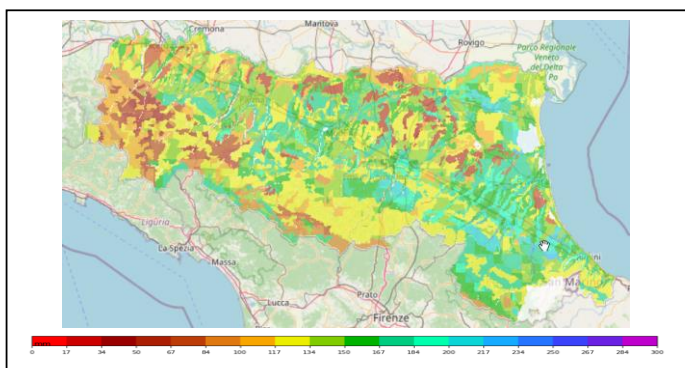 Cremona
Mantova
Rovigo
Parco Regionale
Veneto
del Delta
Po
Liguria
La Spezia
Massa
Lucca
Prato
Firenze
0 17 34 50 67 84 100 117 134 150 167 184 200 217 234 250 267 284 300